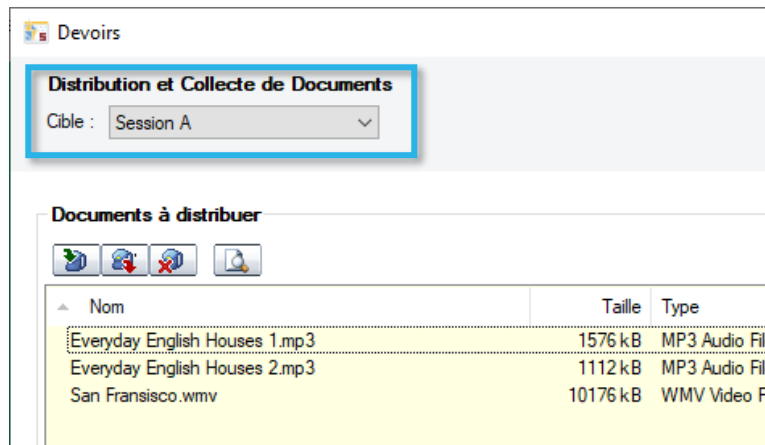 Devoirs
Distribution et Collecte de Documents
Cible : Session A
Documents à distribuer
Nom Taille Type
Everyday English Houses 1.mp3 1576 kB MP3 Audio Fil
Everyday English Houses 2.mp3 1112 kB MP3 Audio Fil
San Fransisco.wmv 10176 kB WMV Video F